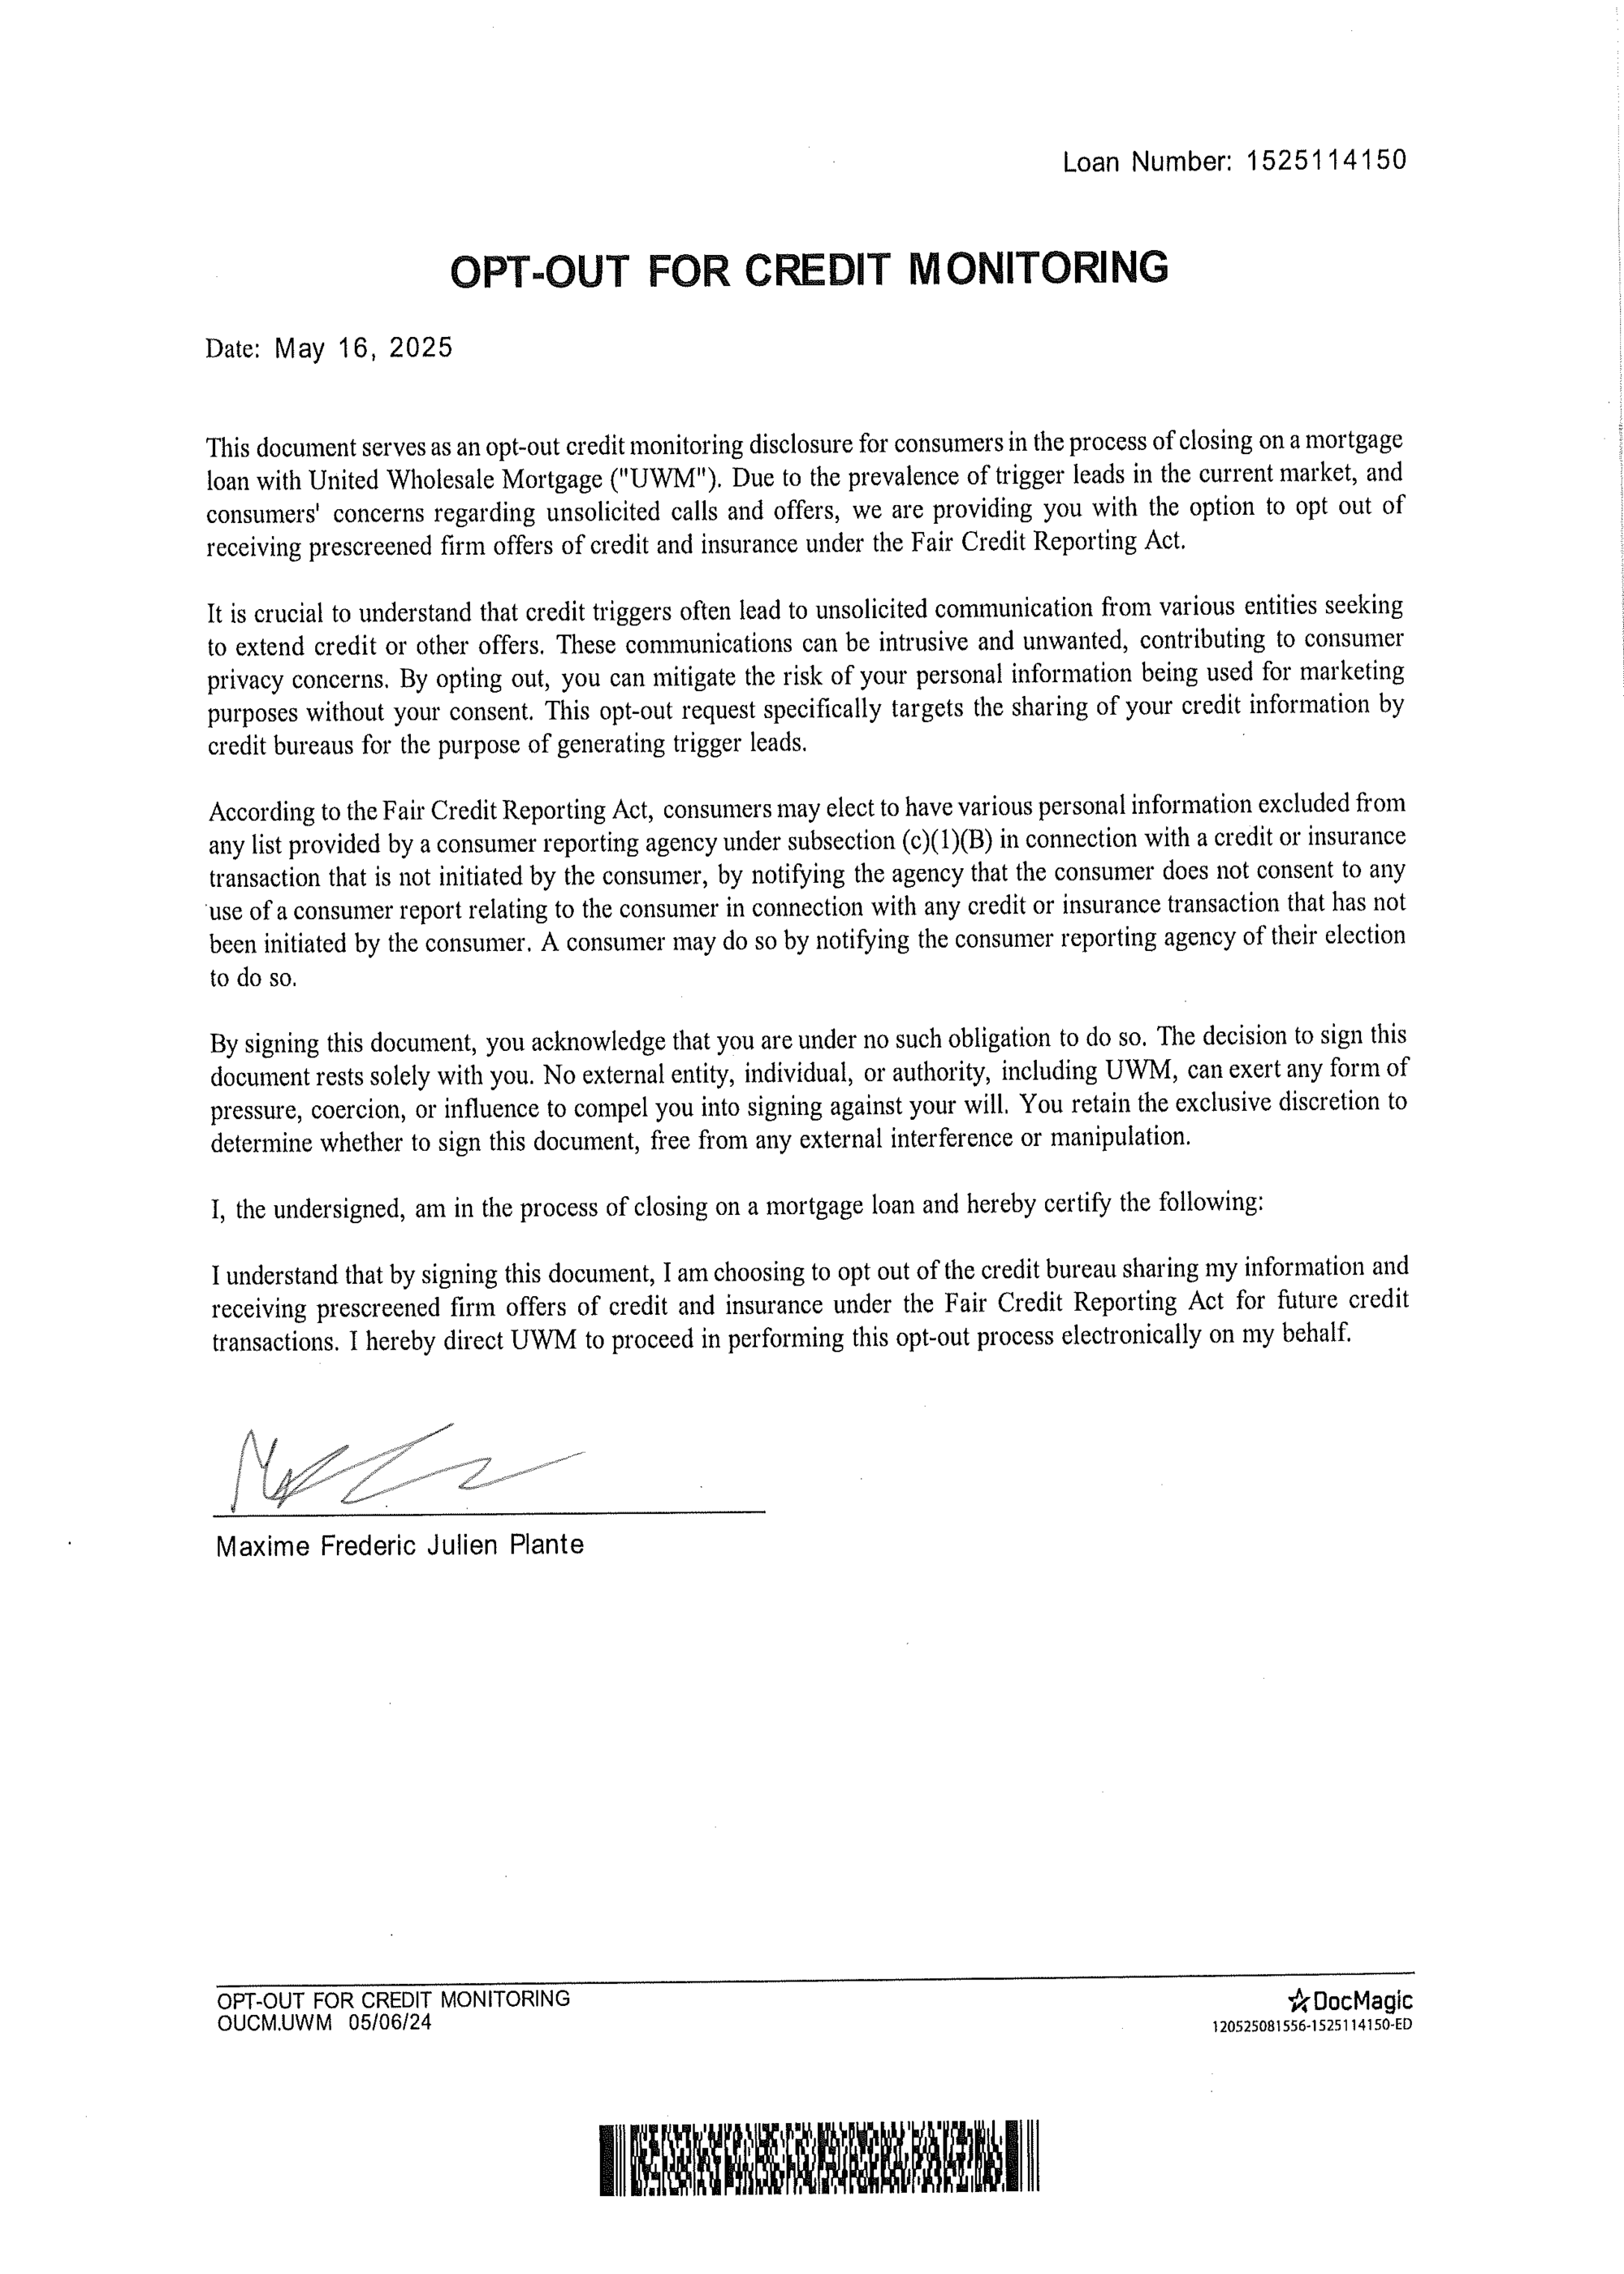 Loan Number: 1525114150
OPT-OUT FOR CREDIT MONITORING
Date: May 16, 2025
This document serves as an opt-out credit monitoring disclosure for consumers in the process of closing on a mortgage
loan with United Wholesale Mortgage ("UWM"). Due to the prevalence of trigger leads in the current market, and
consumers' concerns regarding unsolicited calls and offers, we are providing you with the option to opt out of
receiving prescreened firm offers of credit and insurance under the Fair Credit Reporting Act.
It is crucial to understand that credit triggers often lead to unsolicited communication from various entities seeking
to extend credit or other offers. These communications can be intrusive and unwanted, contributing to consumer
privacy concerns. By opting out, you can mitigate the risk of your personal information being used for marketing
purposes without your consent. This opt-out request specifically targets the sharing of your credit information by
credit bureaus for the purpose of generating trigger leads.
According to the Fair Credit Reporting Act, consumers may elect to have various personal information excluded from
any list provided by a consumer reporting agency under subsection (c)(1)(B) in connection with a credit or insurance
transaction that is not initiated by the consumer, by notifying the agency that the consumer does not consent to any
use of a consumer report relating to the consumer in connection with any credit or insurance transaction that has not
been initiated by the consumer. A consumer may do so by notifying the consumer reporting agency of their election
to do so.
By signing this document, you acknowledge that you are under no such obligation to do so. The decision to sign this
document rests solely with you. No external entity, individual, or authority, including UWM, can exert any form of
pressure, coercion, or influence to compel you into signing against your will. You retain the exclusive discretion to
determine whether to sign this document, free from any external interference or manipulation.
I, the undersigned, am in the process of closing on a mortgage loan and hereby certify the following:
I understand that by signing this document, I am choosing to opt out of the credit bureau sharing my information and
receiving prescreened firm offers of credit and insurance under the Fair Credit Reporting Act for future credit
transactions. I hereby direct UWM to proceed in performing this opt-out process electronically on my behalf.
Maxime Frederic Julien Plante
OPT-OUT FOR CREDIT MONITORING
OUCM.UWM 05/06/24
DocMagic
120525081556-1525114150-ED